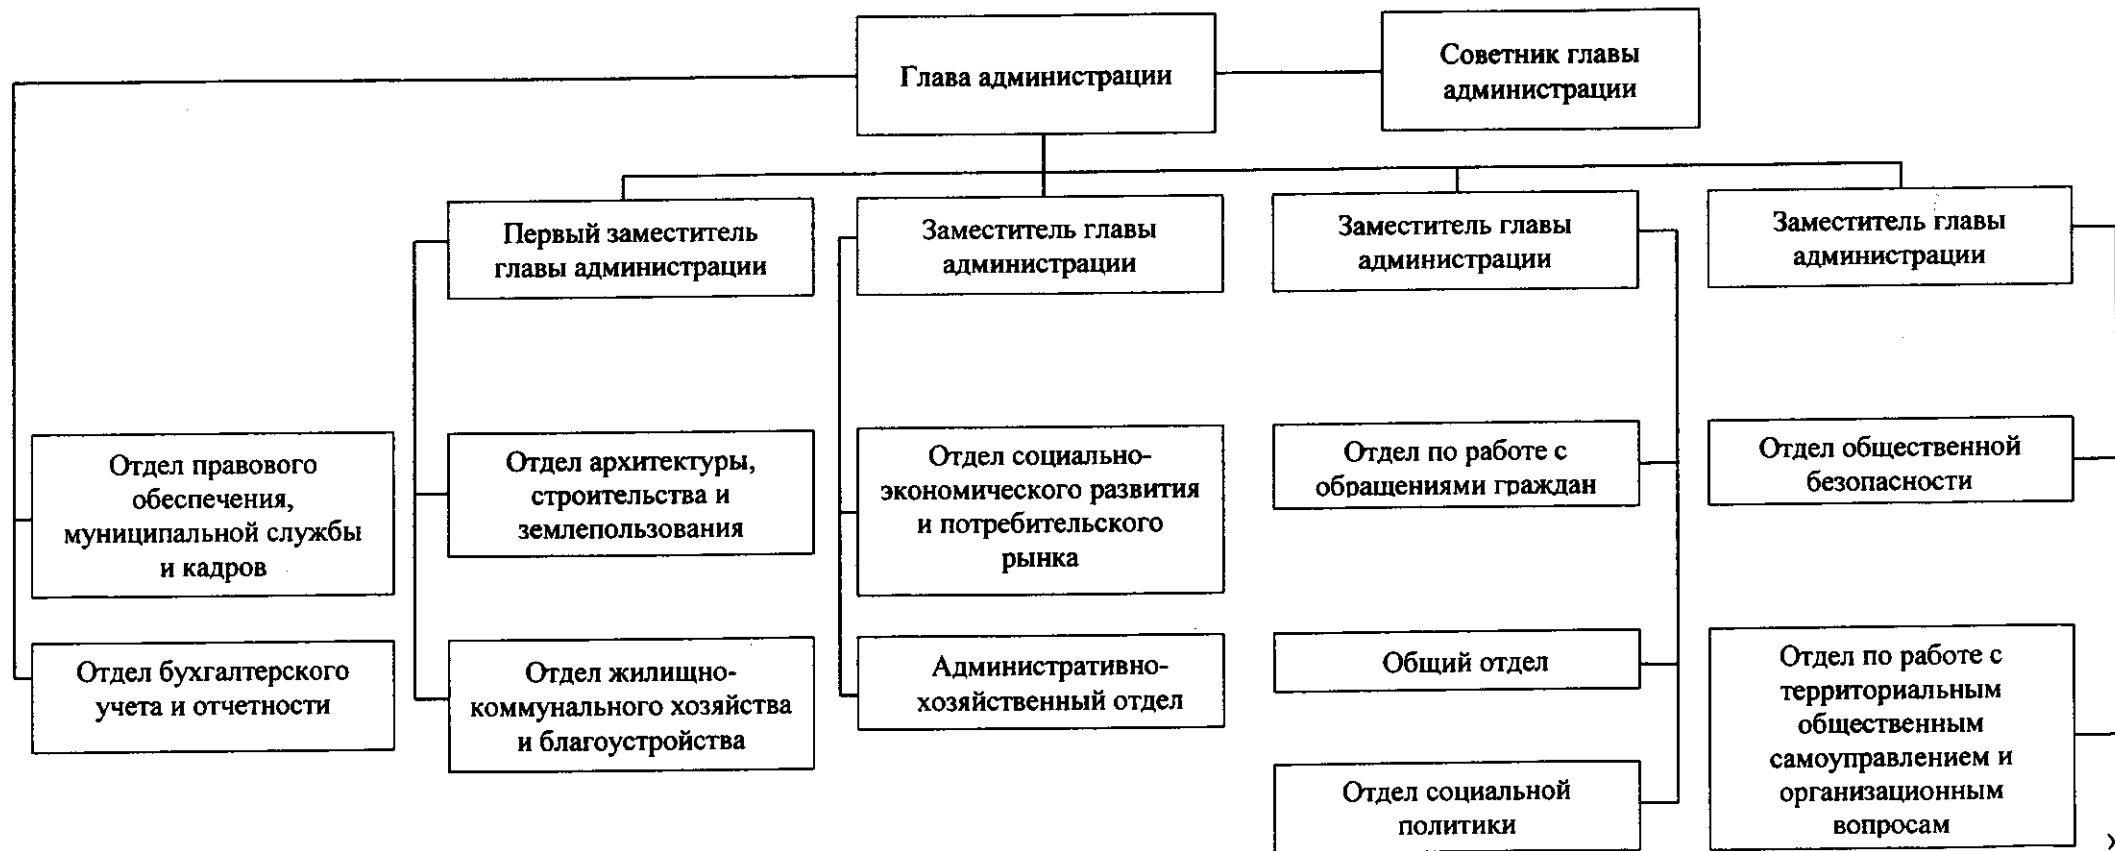 Глава администрации
Советник главы
администрации
Первый заместитель
главы администрации
Заместитель главы
администрации
Заместитель главы
администрации
Заместитель главы
администрации
Отдел правового
обеспечения,
муниципальной службы
и кадров
Отдел архитектуры,
строительства и
землепользования
Отдел социально-
экономического развития
и потребительского
рынка
Отдел по работе с
обращениями граждан
Отдел общественной
безопасности
Отдел бухгалтерского
учета и отчетности
Отдел жилищно-
коммунального хозяйства
и благоустройства
Административно-
хозяйственный отдел
Общий отдел
Отдел социальной
политики
Отдел по работе с
территориальным
общественным
самоуправлением и
организационным
вопросам